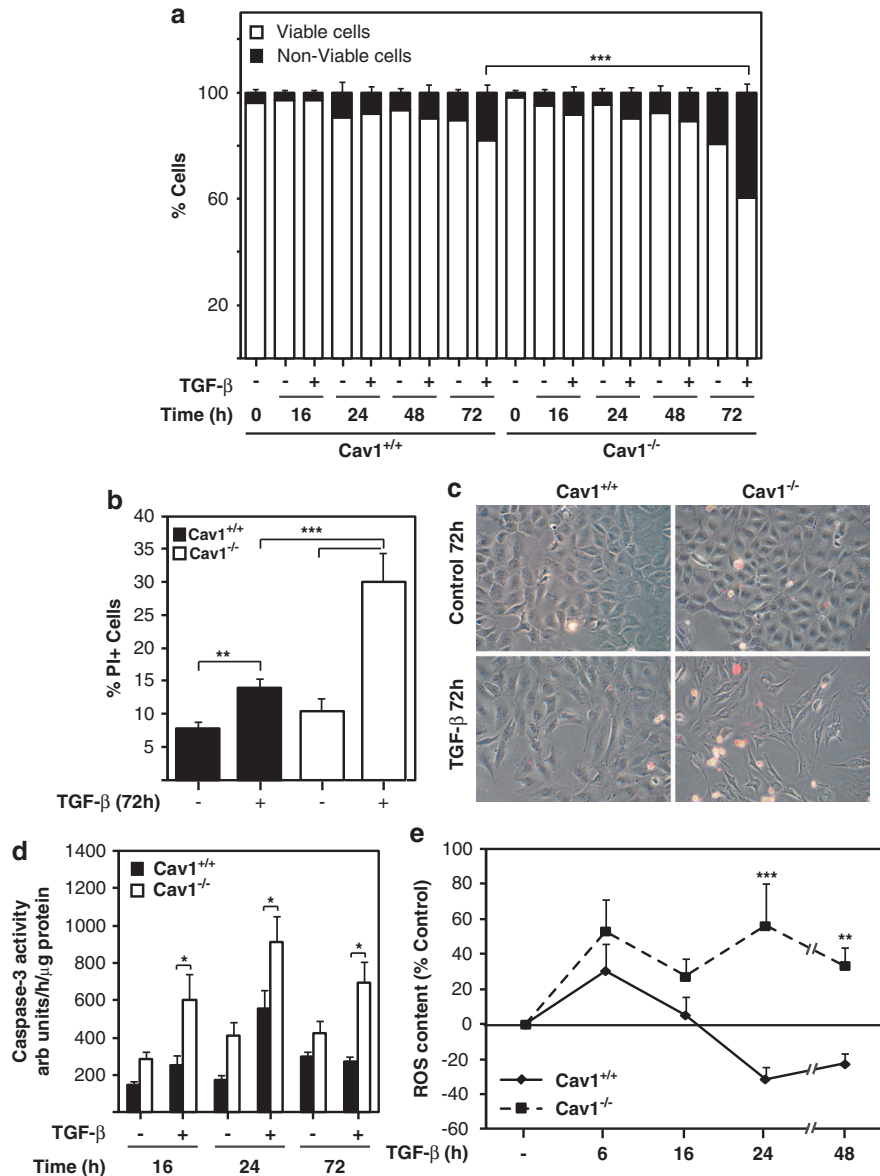 a
Viable cells
Non-Viable cells
***
100
60
20
% Cells
TGF-β - - + - + - + - + - - + - + - + - +
Time (h) 0 16 24 48 72 0 16 24 48 72
Cav1+/+ Cav1-/-
b
40
35
30
25
20
15
10
5
% PI+ Cells
Cav1+/+
Cav1-/-
**
***
TGF-β (72h) - + - +
c
Cav1+/+ Cav1-/-
Control 72h
TGF-β 72h
d
1400
1200
1000
800
600
400
200
Caspase-3 activity
arb units/h/μg protein
Cav1+/+
Cav1-/-
*
*
*
TGF-β - + - + - +
Time (h) 16 24 72
e
100
80
60
40
20
0
-20
-40
-60
ROS content (% Control)
***
**
Cav1+/+
Cav1-/-
TGF-β (h) - 6 16 24 48